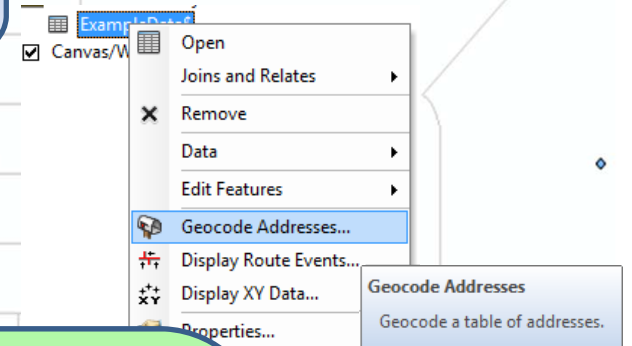 ExampleData$
Canvas/W
Open
Joins and Relates
Remove
Data
Edit Features
Geocode Addresses...
Display Route Events...
Display XY Data...
Properties...
Geocode Addresses
Geocode a table of addresses.